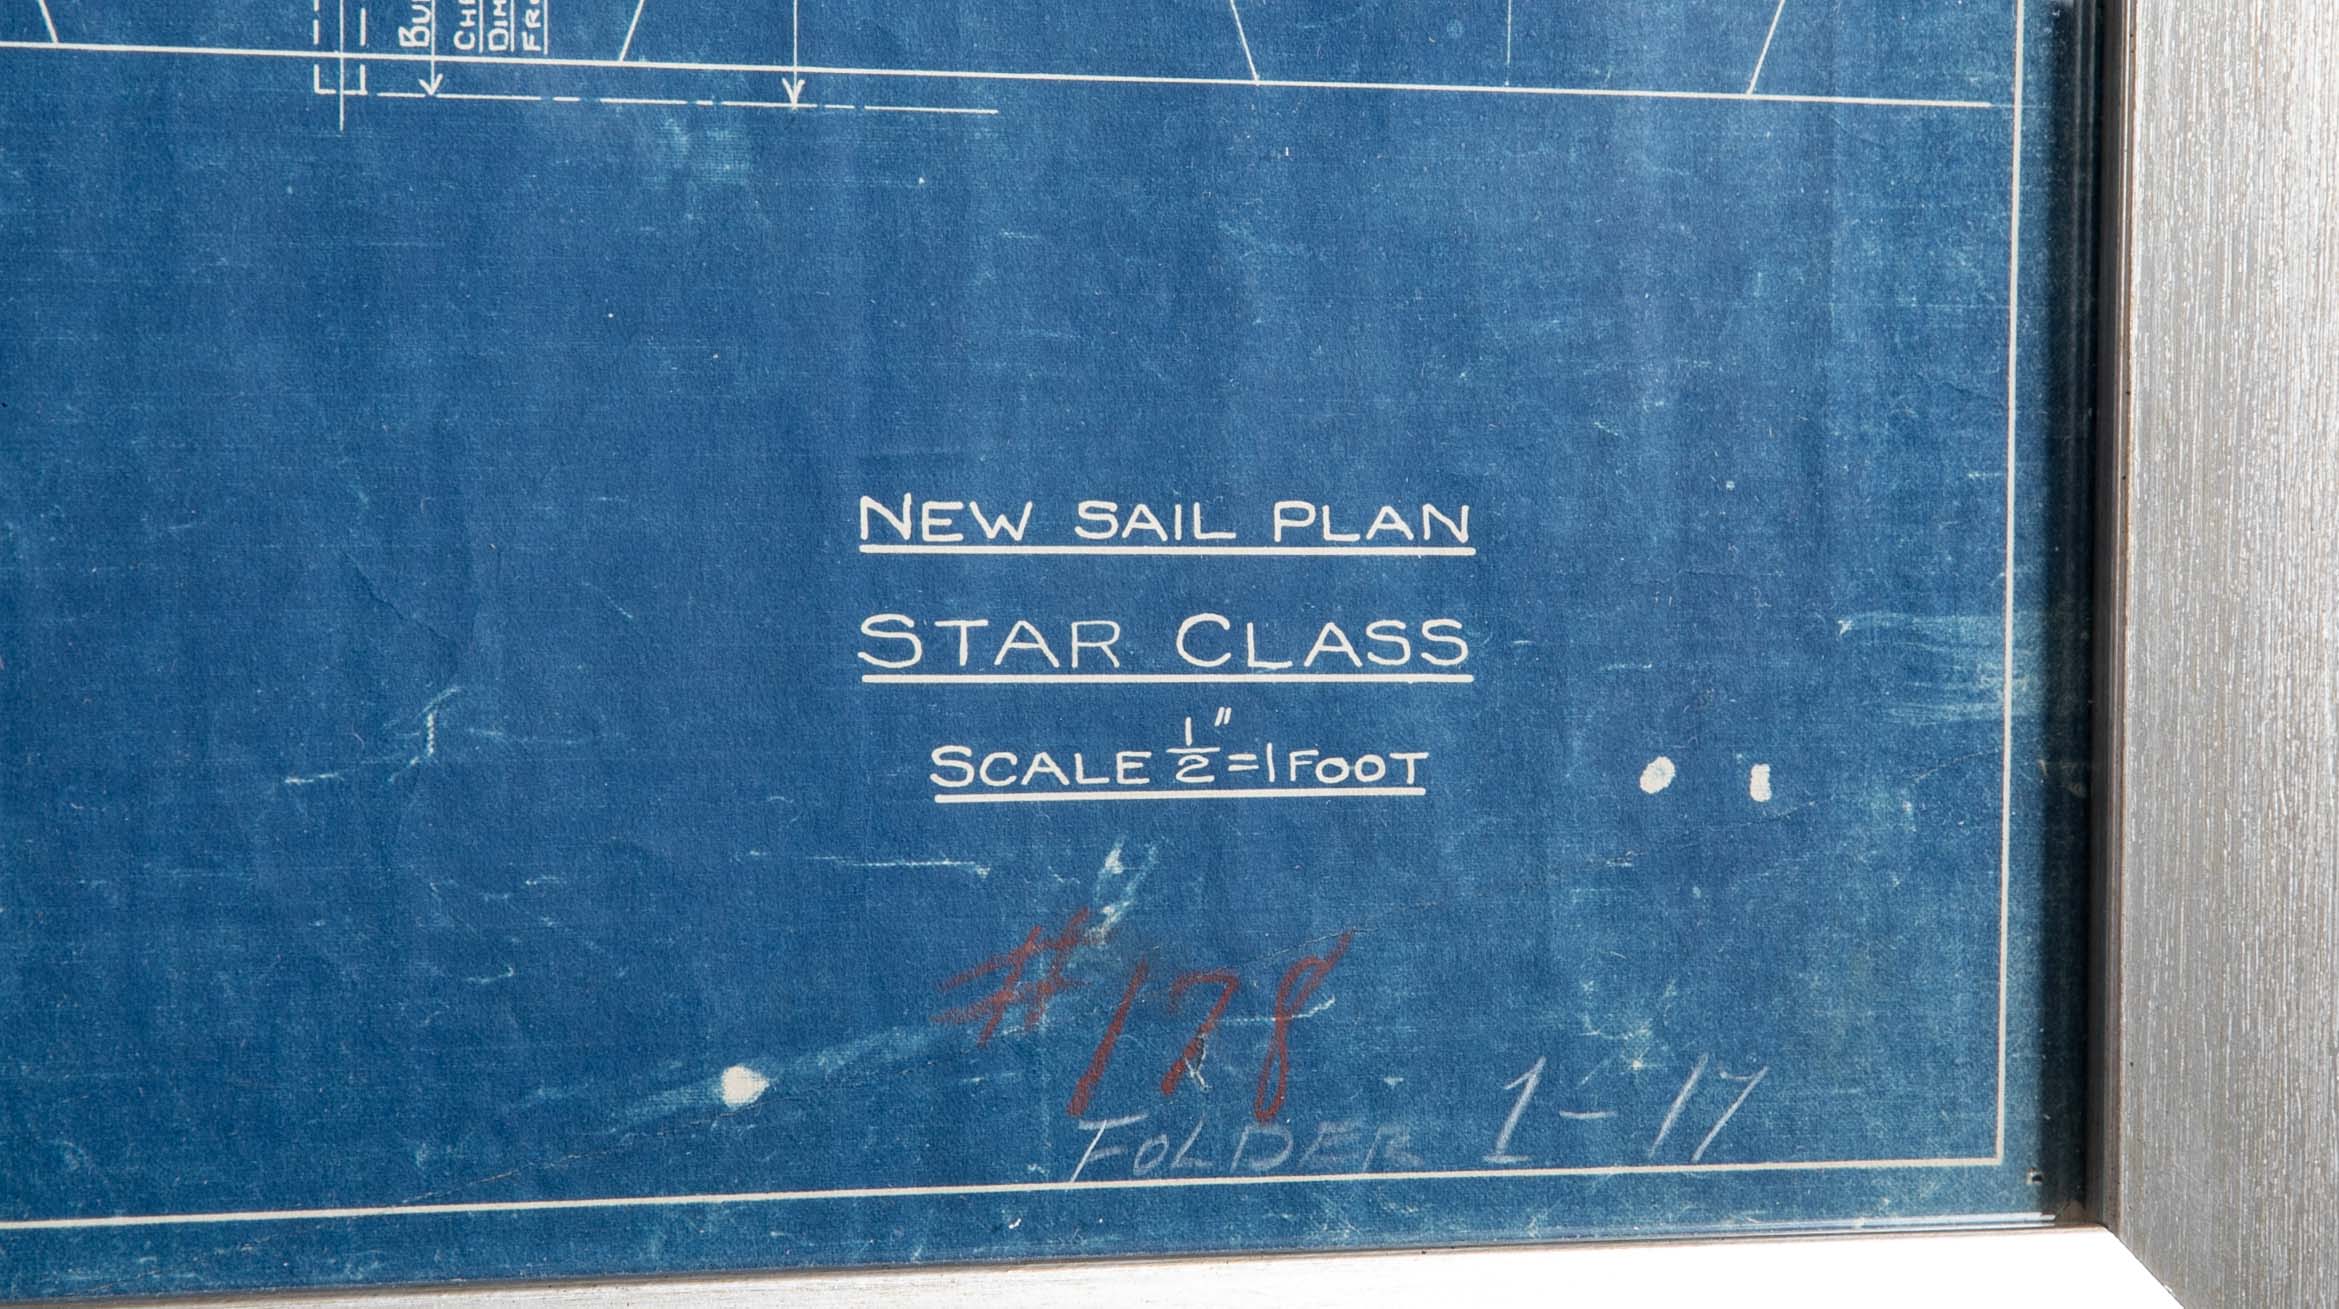 NEW SAIL PLAN
STAR CLASS
SCALE 1/2"=1 FOOT
#178
FOLDER 1-17